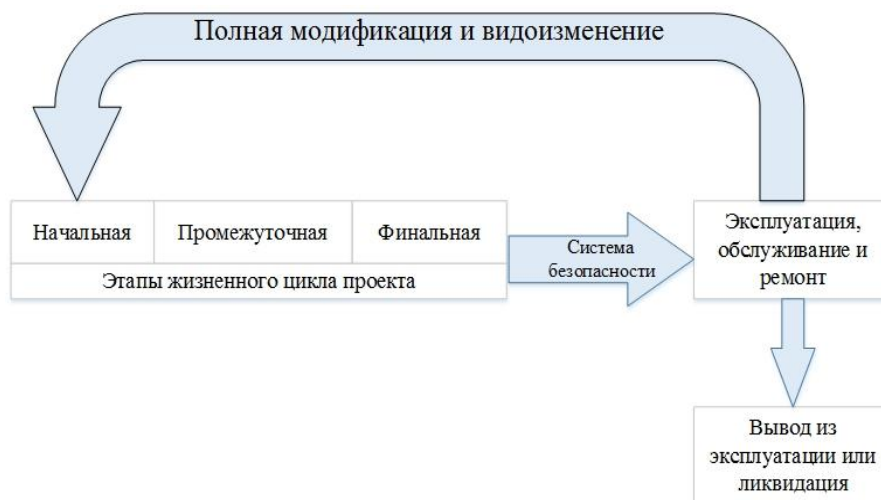 Полная модификация и видоизменение
Начальная
Промежуточная
Финальная
Этапы жизненного цикла проекта
Система
безопасности
Эксплуатация,
обслуживание и
ремонт
Вывод из
эксплуатации или
ликвидация